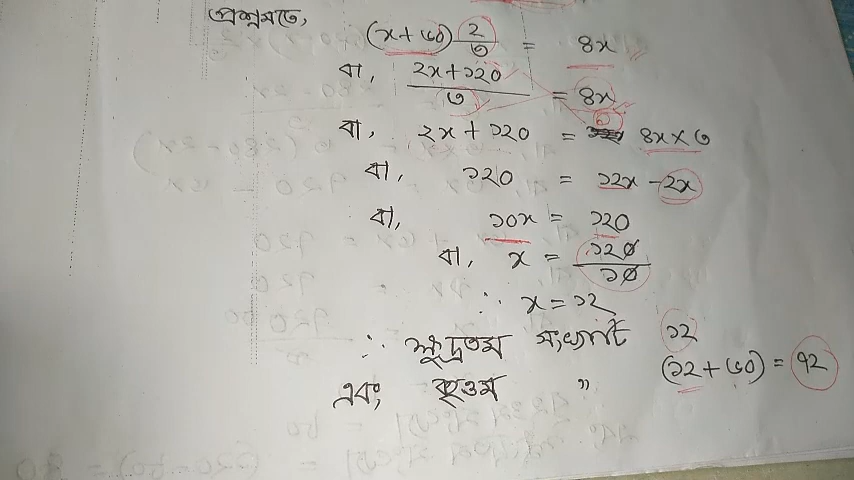 প্রশ্নমতে,
(x+৬০) ২/৩ = ৪x
বা, ২x+১২০/৩ = ৪x
বা, ২x+১২০ = ৪x×৩
বা, ১২০ = ১২x-২x
বা, ১০x = ১২০
বা, x = ১২০/১০
∴ x = ১২
∴ ক্ষুদ্রতম সংখ্যাটি ১২
এবং বৃহত্তম " (১২+৬০) = ৭২